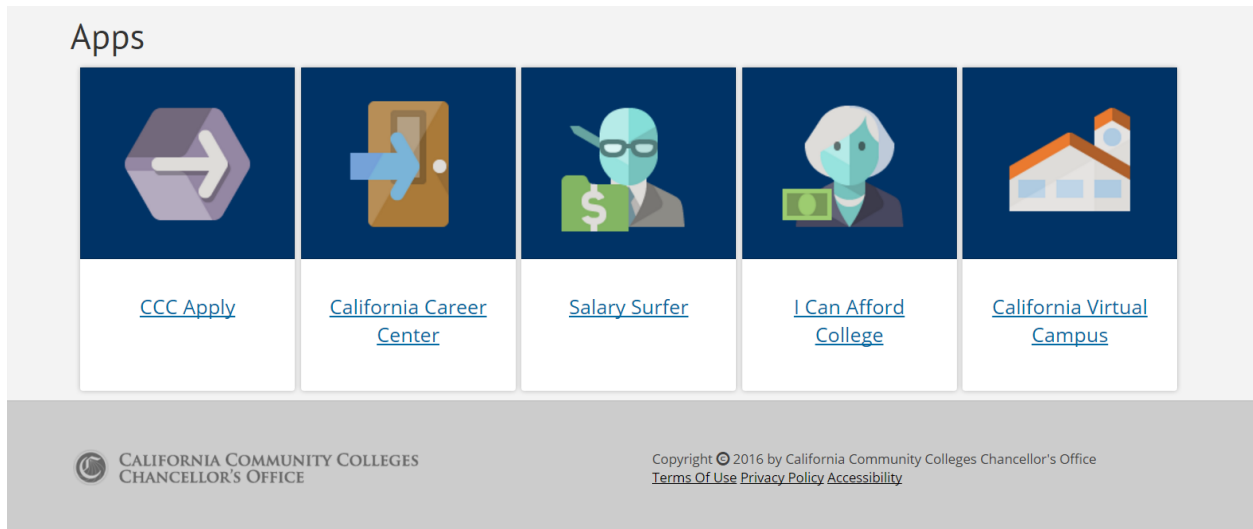 Apps
CCC Apply
California Career
Center
Salary Surfer
I Can Afford
College
California Virtual
Campus
CALIFORNIA COMMUNITY COLLEGES
CHANCELLOR'S OFFICE
Copyright © 2016 by California Community Colleges Chancellor's Office
Terms Of Use Privacy Policy Accessibility